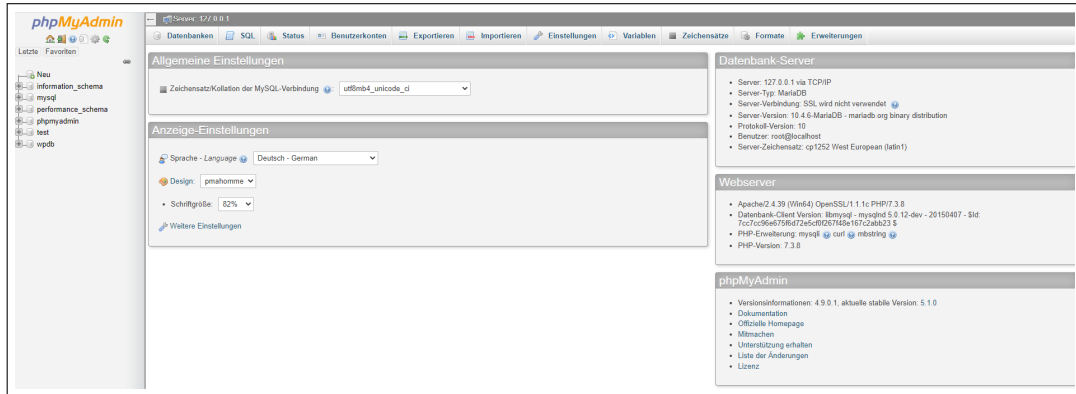 phpMyAdmin
Letzte Favoriten
Neu
information_schema
mysql
performance_schema
phpmyadmin
test
wpdb
Server: 127.0.0.1
Datenbanken SQL Status Benutzerkonten Exportieren Importieren Einstellungen Variablen Zeichensätze Formate Erweiterungen
Allgemeine Einstellungen
Zeichensatz/Kollation der MySQL-Verbindung : utf8mb4_unicode_ci
Anzeige-Einstellungen
Sprache - Language Deutsch - German
Design: pmahomme
• Schriftgröße: 82%
Weitere Einstellungen
Datenbank-Server
• Server: 127.0.0.1 via TCP/IP
• Server-Typ: MariaDB
• Server-Verbindung: SSL wird nicht verwendet
• Server-Version: 10.4.6-MariaDB - mariadb.org binary distribution
• Protokoll-Version: 10
• Benutzer: root@localhost
• Server-Zeichensatz: cp1252 West European (latin1)
Webserver
• Apache/2.4.39 (Win64) OpenSSL/1.1.1c PHP/7.3.8
• Datenbank-Client Version: libmysql - mysqlnd 5.0.12-dev - 20150407 - $Id:
7cc7cc96e675f6d72e5cf0f267f48e167c2abb23 $
• PHP-Erweiterung: mysqli curl mbstring
• PHP-Version: 7.3.8
phpMyAdmin
• Versionsinformationen: 4.9.0.1, aktuelle stabile Version: 5.1.0
• Dokumentation
• Offizielle Homepage
• Mitmachen
• Unterstützung erhalten
• Liste der Änderungen
• Lizenz